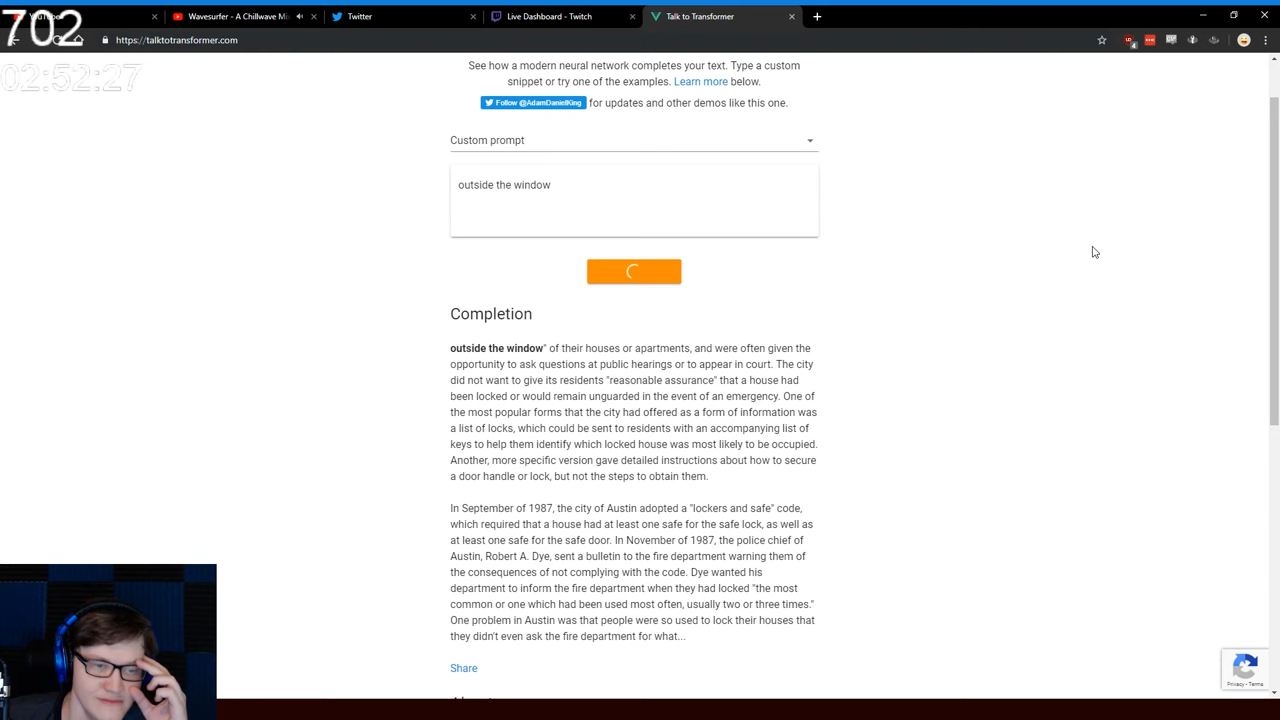 702
02:52:27
Wavesurfer - A Chillwave Mi
Twitter
Live Dashboard - Twitch
Talk to Transformer
https://talktotransformer.com
See how a modern neural network completes your text. Type a custom
snippet or try one of the examples. Learn more below.
Follow @AdamDanielKing for updates and other demos like this one.
Custom prompt
outside the window
Completion
outside the window" of their houses or apartments, and were often given the
opportunity to ask questions at public hearings or to appear in court. The city
did not want to give its residents "reasonable assurance" that a house had
been locked or would remain unguarded in the event of an emergency. One of
the most popular forms that the city had offered as a form of information was
a list of locks, which could be sent to residents with an accompanying list of
keys to help them identify which locked house was most likely to be occupied.
Another, more specific version gave detailed instructions about how to secure
a door handle or lock, but not the steps to obtain them.
In September of 1987, the city of Austin adopted a "lockers and safe" code,
which required that a house had at least one safe for the safe lock, as well as
at least one safe for the safe door. In November of 1987, the police chief of
Austin, Robert A. Dye, sent a bulletin to the fire department warning them of
the consequences of not complying with the code. Dye wanted his
department to inform the fire department when they had locked "the most
common or one which had been used most often, usually two or three times."
One problem in Austin was that people were so used to lock their houses that
they didn't even ask the fire department for what...
Share
Privacy - Terms